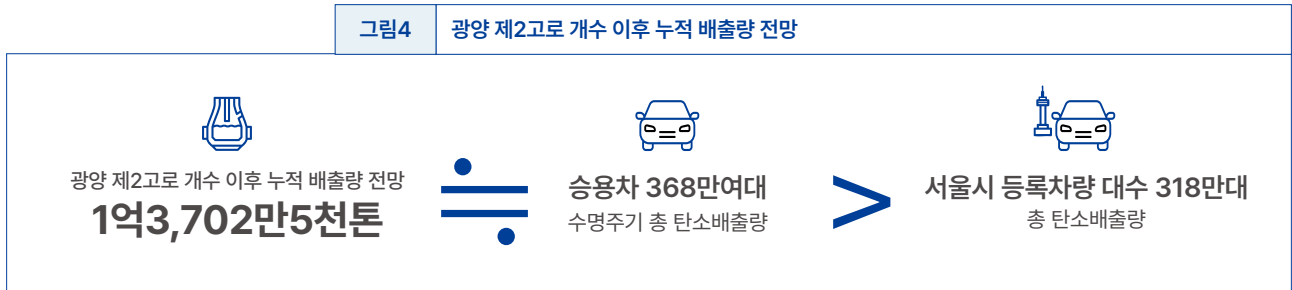 그림4
광양 제2고로 개수 이후 누적 배출량 전망
광양 제2고로 개수 이후 누적 배출량 전망
1억3,702만5천톤
≓
승용차 368만여대
수명주기 총 탄소배출량
>
서울시 등록차량 대수 318만대
총 탄소배출량